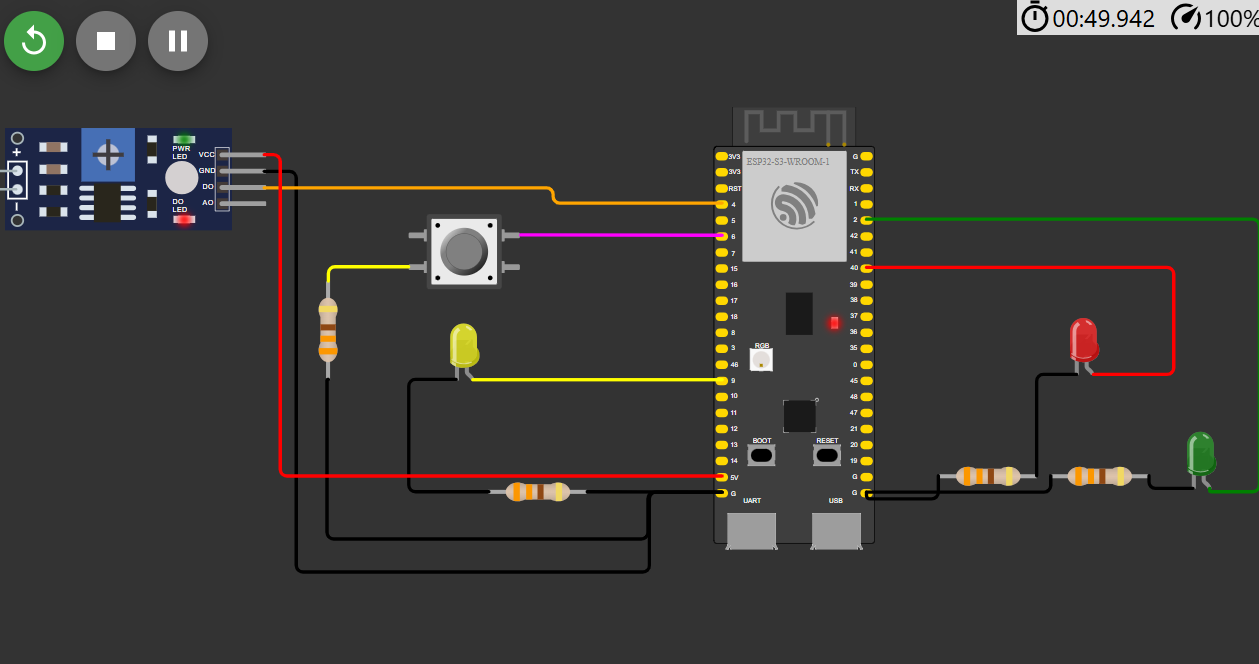 00:49.942 100%
+
PWR
LED
VCC
GND
DO
AO
DO
LED
ESP32-S3-WROOM-1
3V3
3V3
RST
4
5
6
7
15
16
17
18
8
3
46
9
10
11
12
13
14
5V
G
G
TX
RX
1
2
42
41
40
39
38
37
36
35
0
45
48
47
21
20
19
G
G
RGB
BOOT
RESET
UART
USB